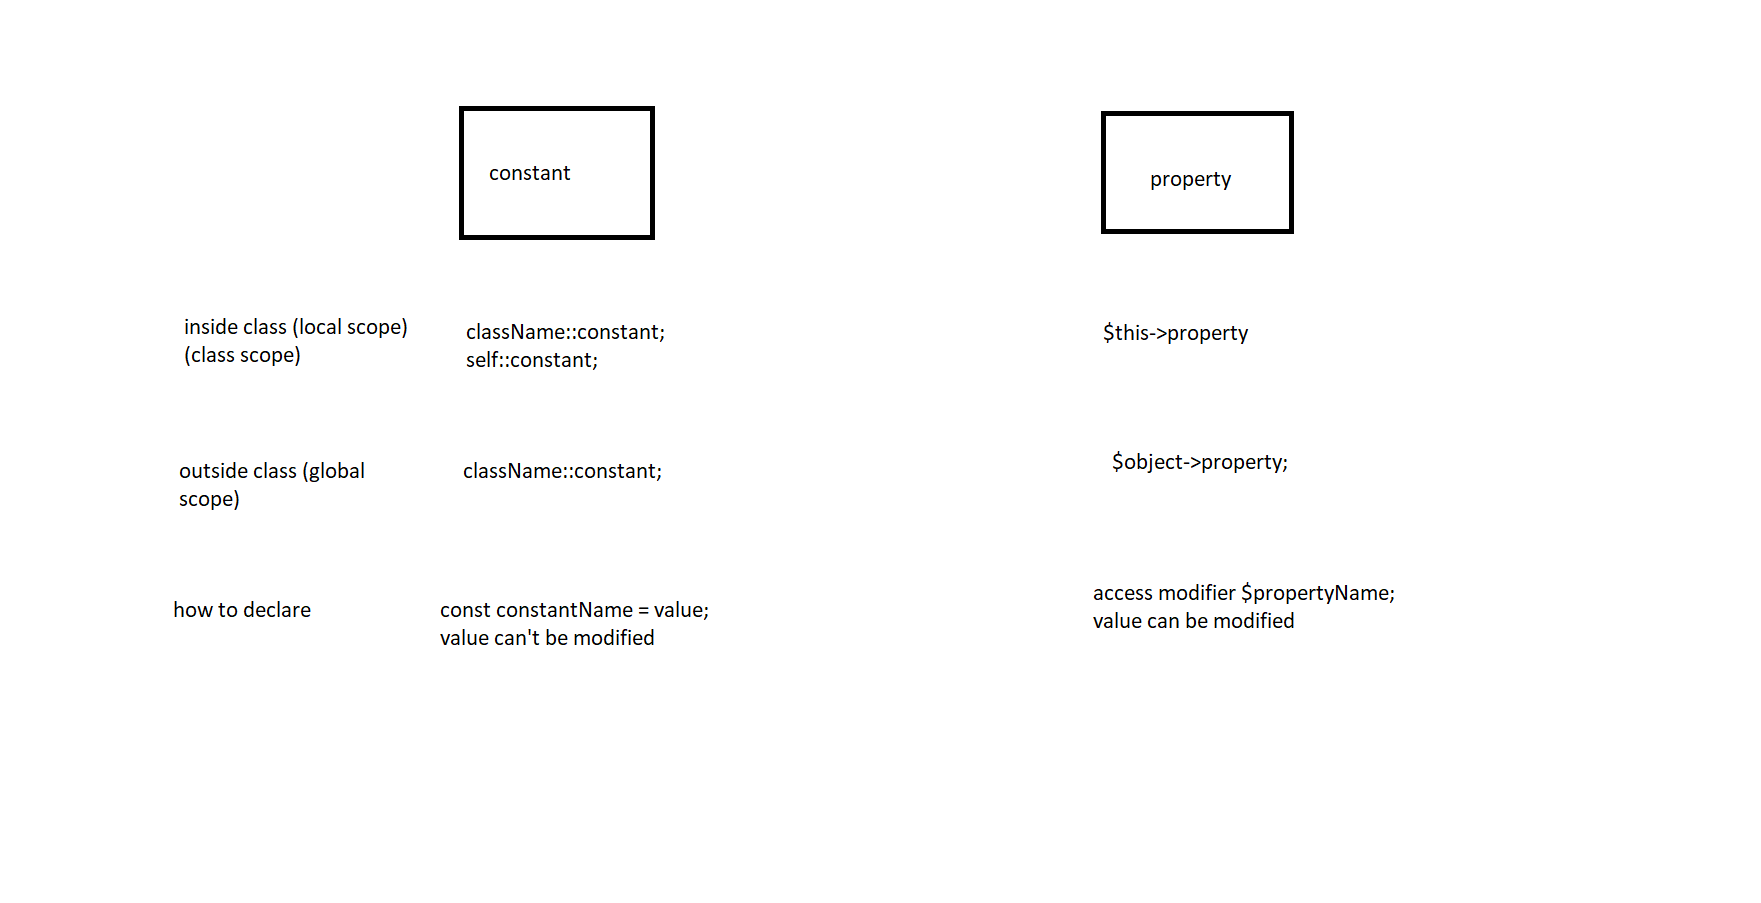 constant
property
inside class (local scope)
(class scope)
className::constant;
self::constant;
$this->property
outside class (global
scope)
className::constant;
$object->property;
how to declare
const constantName = value;
value can't be modified
access modifier $propertyName;
value can be modified